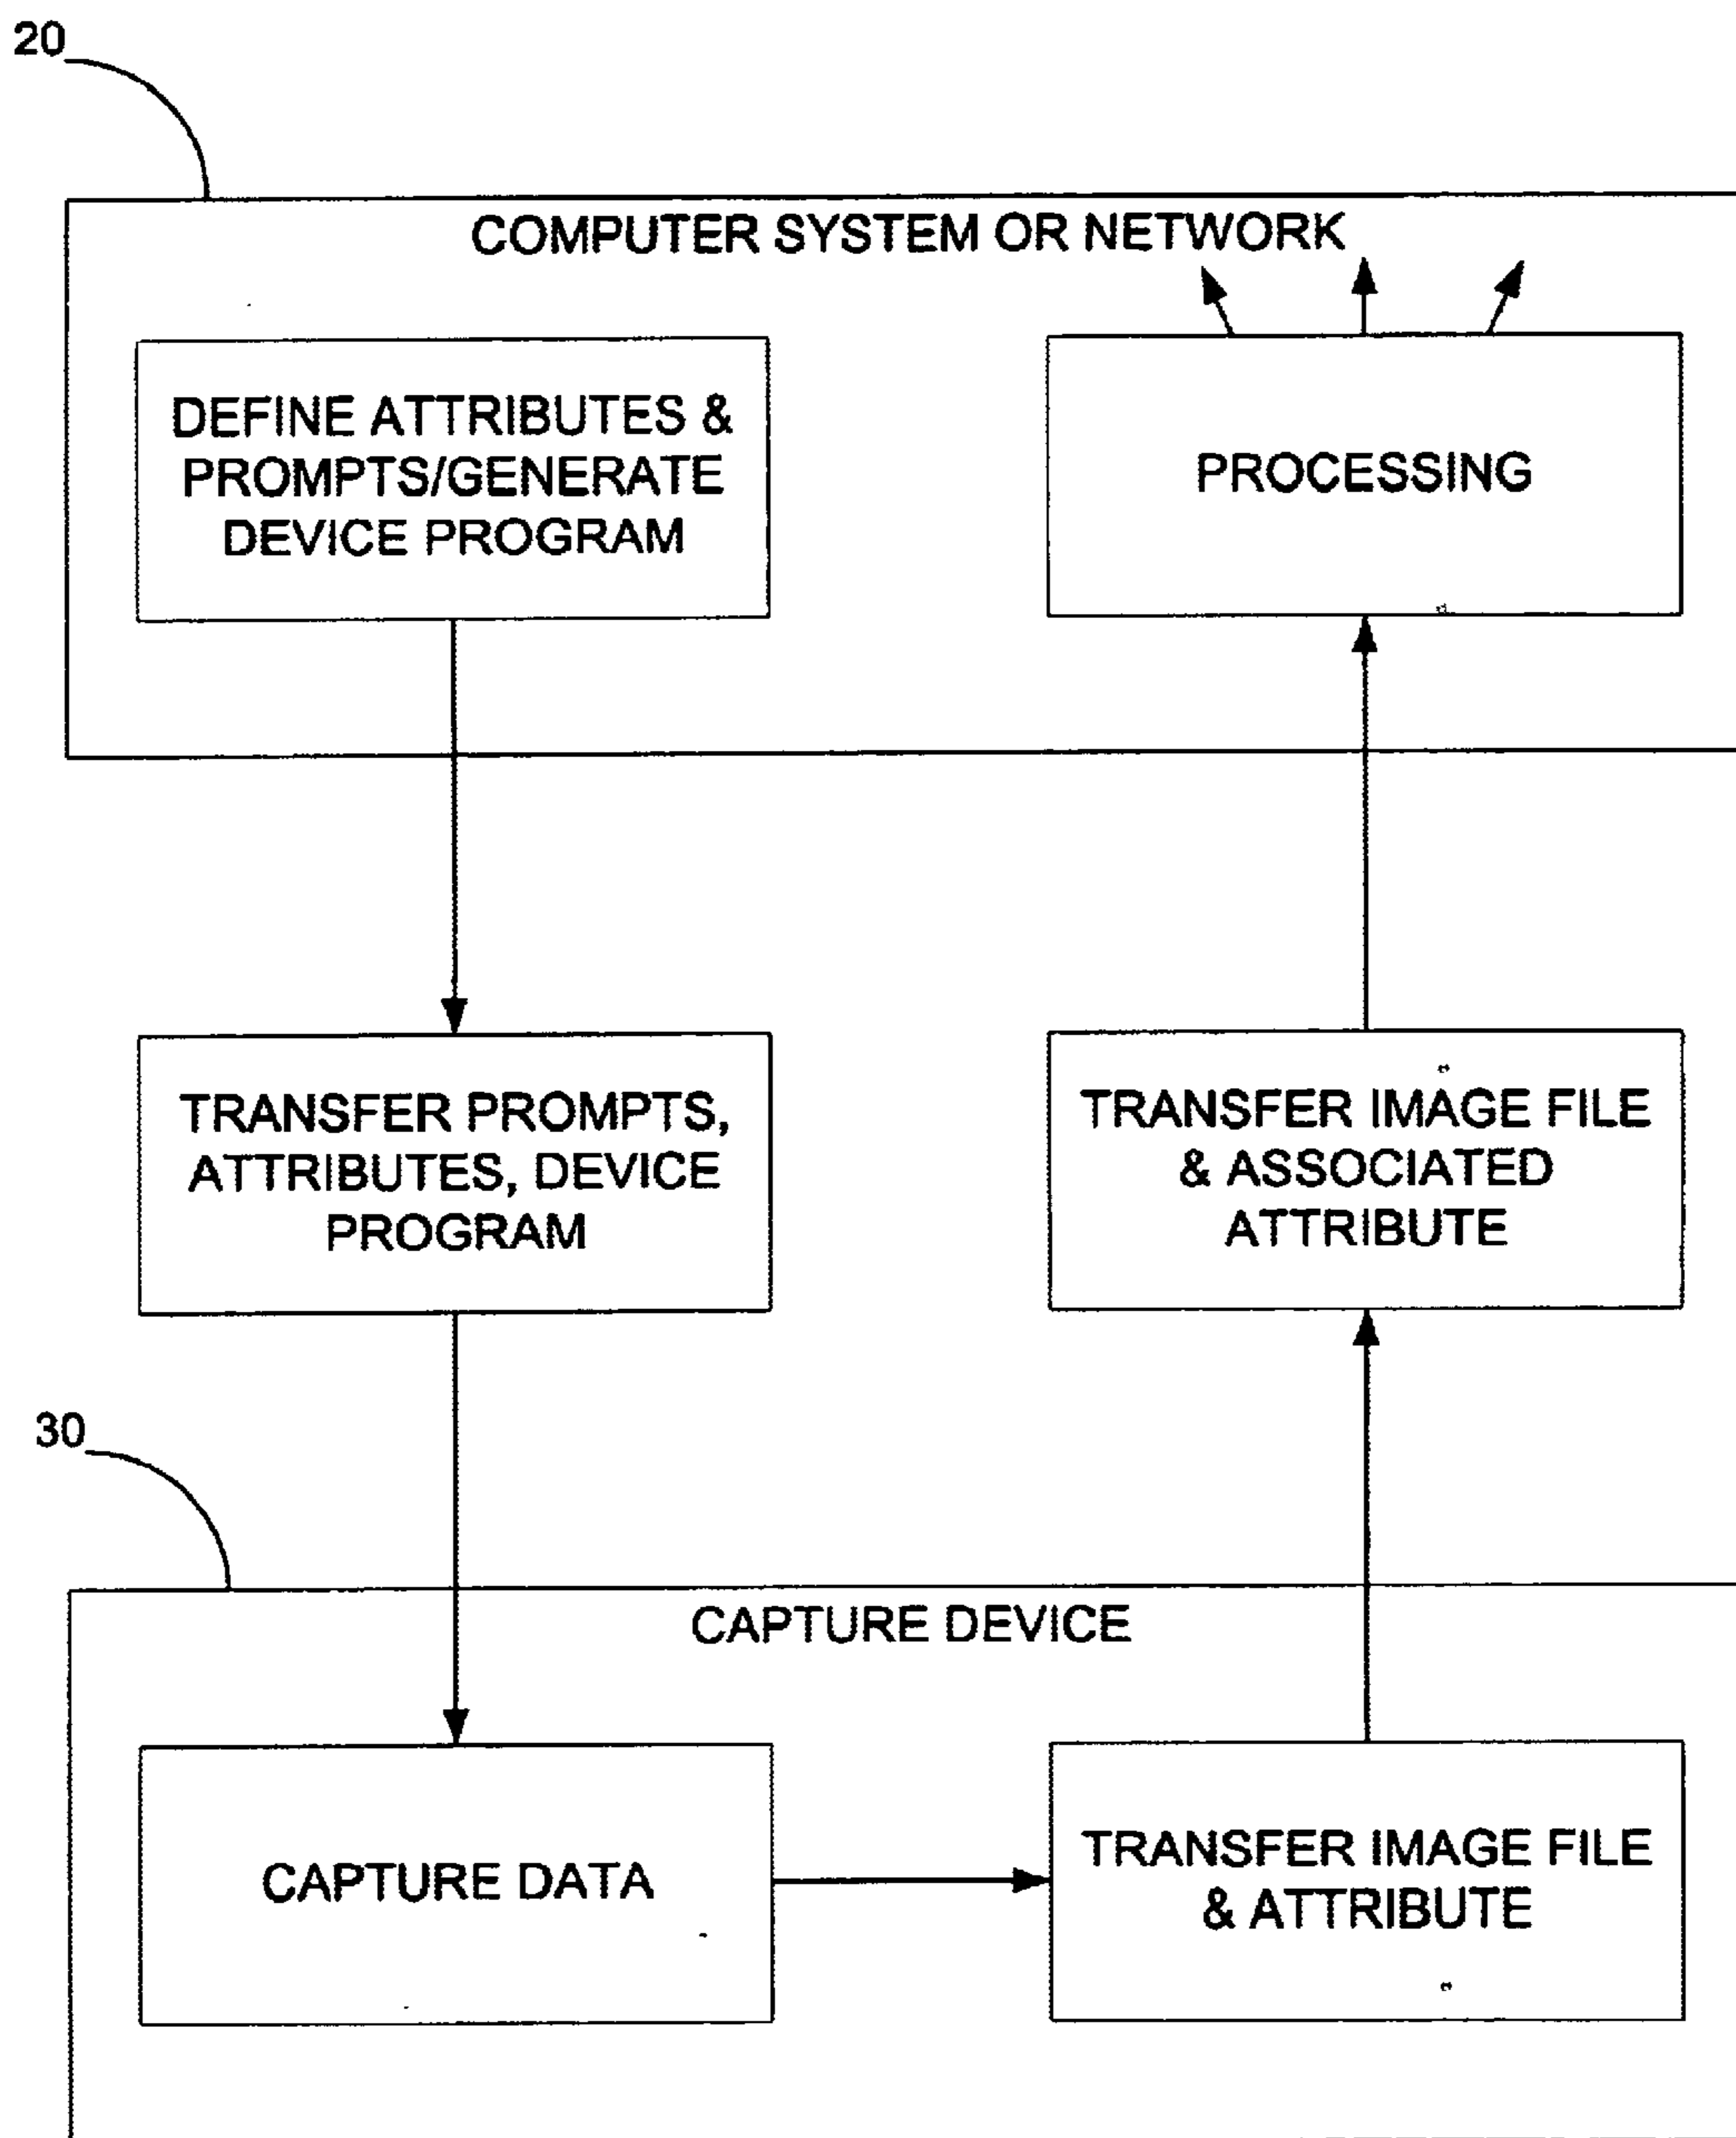 20
COMPUTER SYSTEM OR NETWORK
DEFINE ATTRIBUTES &
PROMPTS/GENERATE
DEVICE PROGRAM
PROCESSING
TRANSFER PROMPTS,
ATTRIBUTES, DEVICE
PROGRAM
TRANSFER IMAGE FILE
& ASSOCIATED
ATTRIBUTE
30
CAPTURE DEVICE
CAPTURE DATA
TRANSFER IMAGE FILE
& ATTRIBUTE